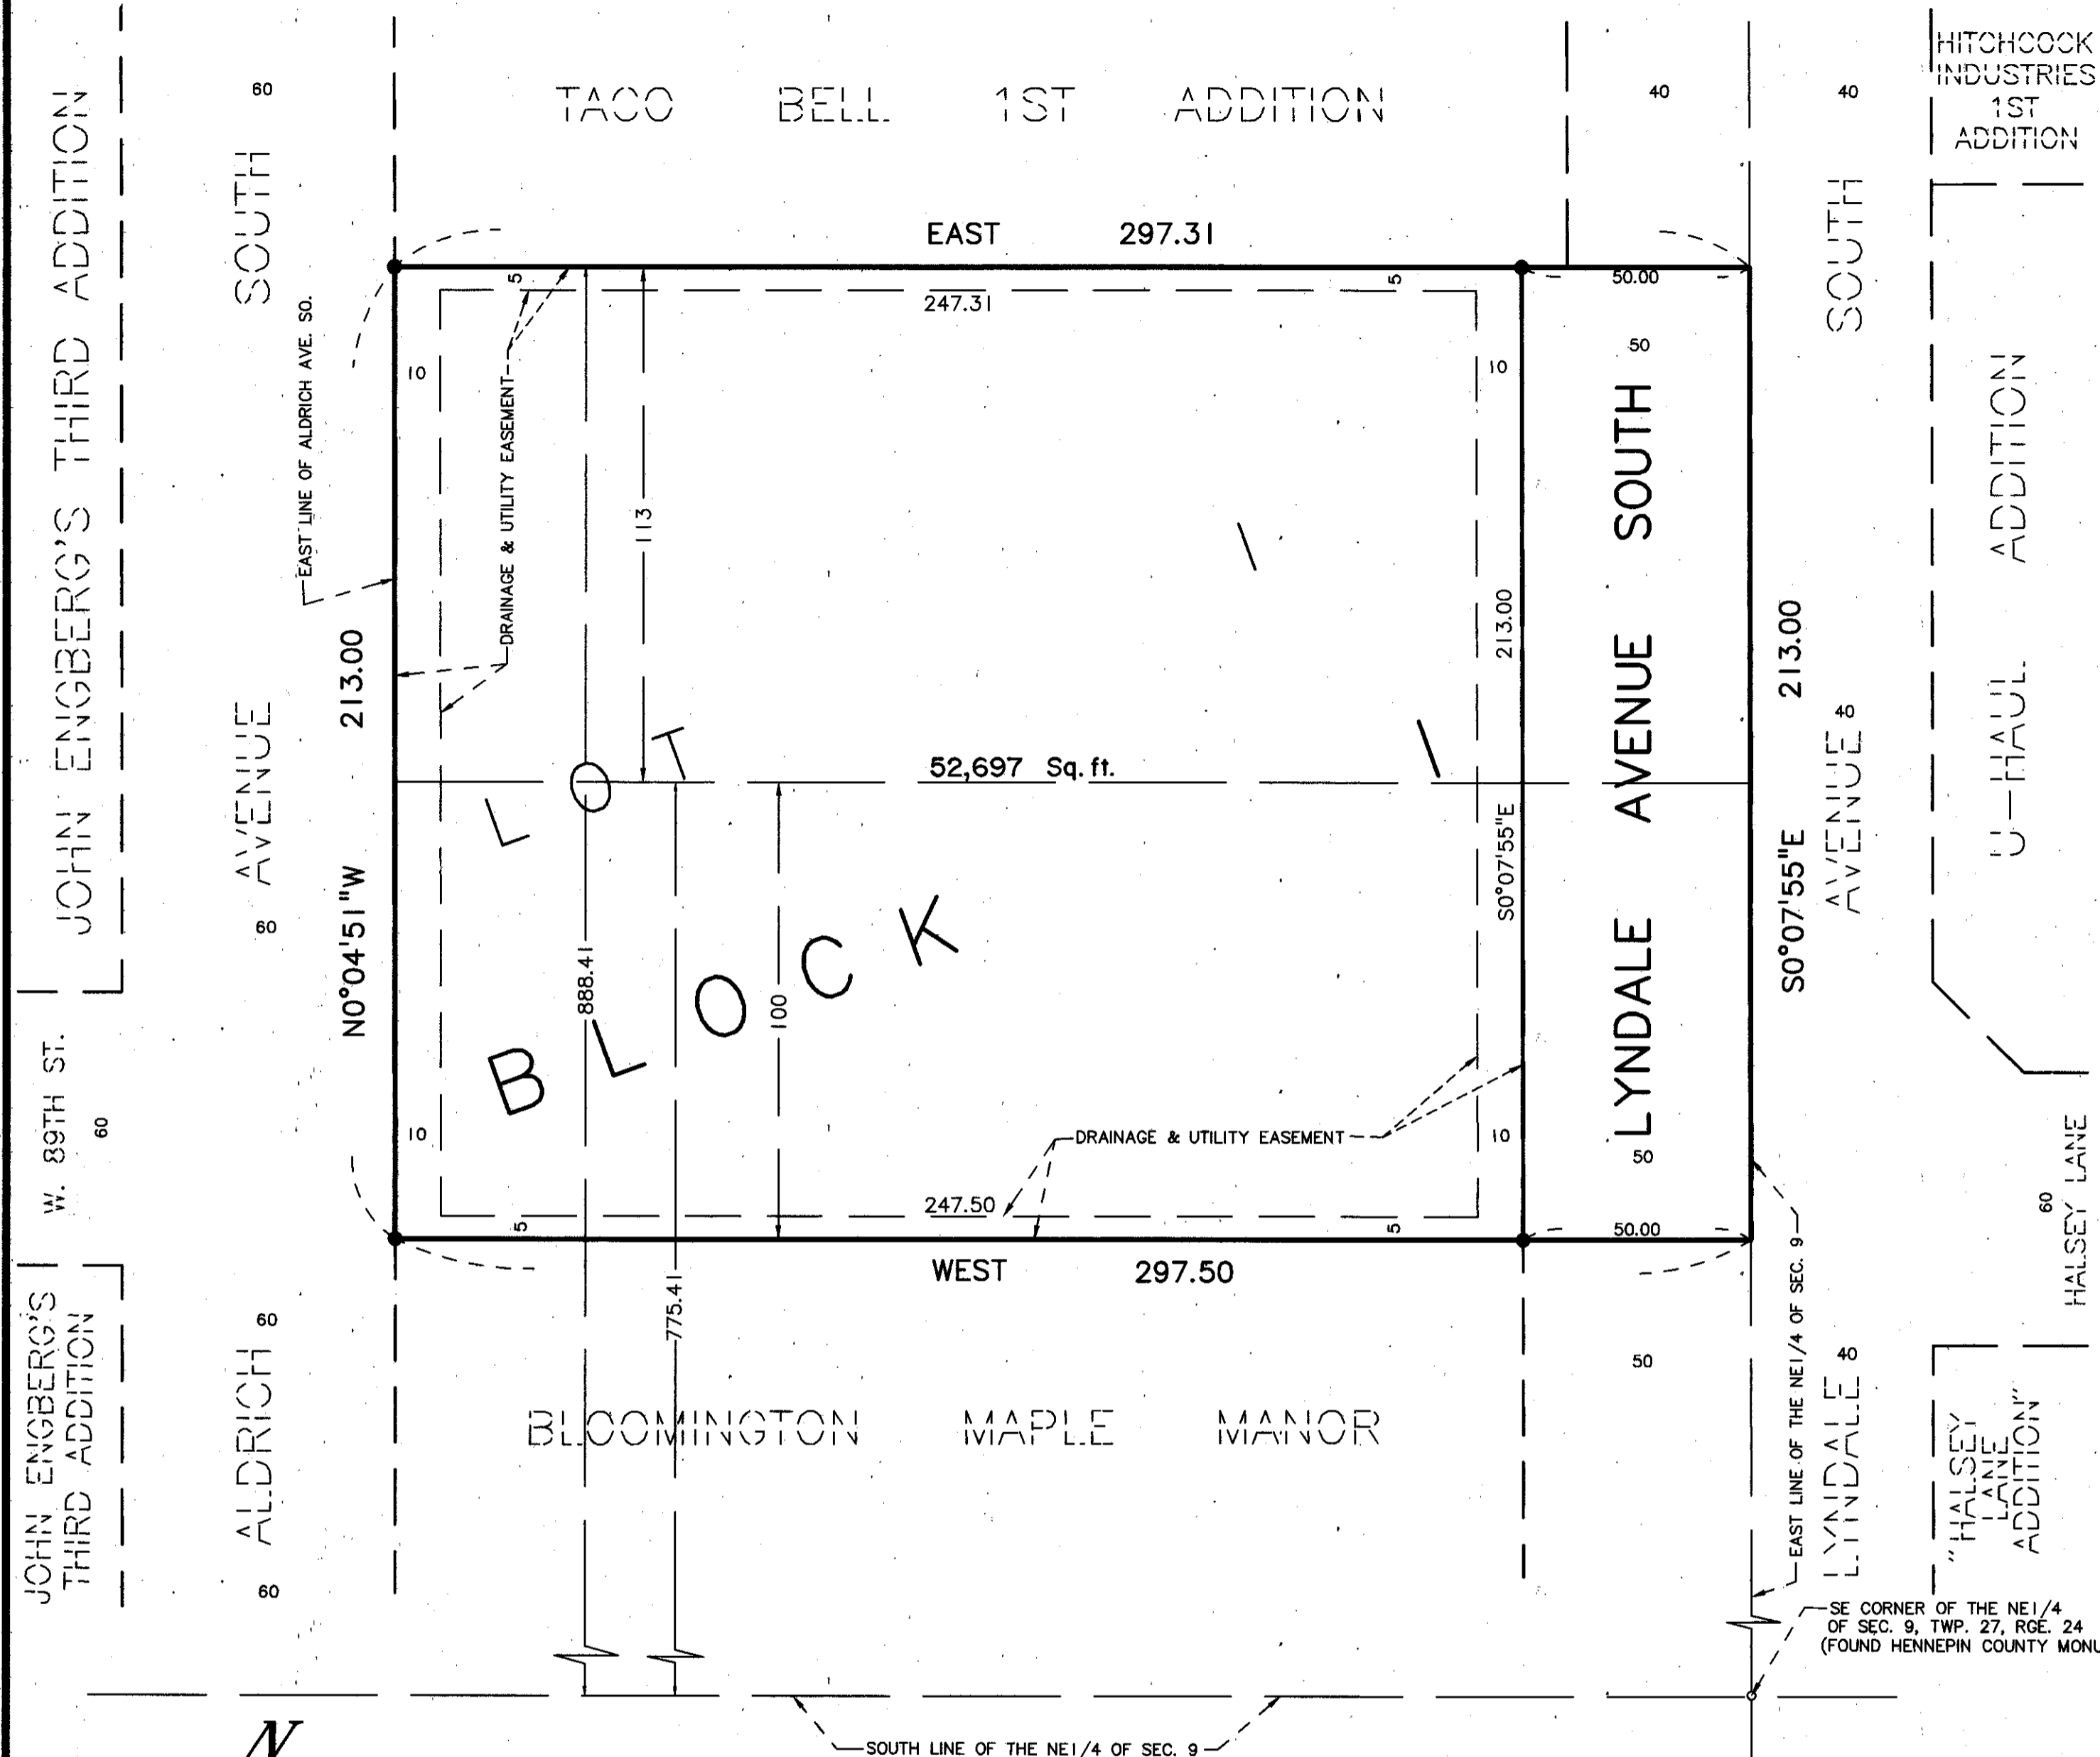 HITCHCOCK
INDUSTRIES
1ST
ADDITION
TACO BELL 1ST ADDITION
60
40
40
JOHN ENGBERG'S THIRD ADDITION
SOUTH
SOUTH
EAST 297.31
5
5
50.00
247.31
10
10
50
EAST LINE OF ALDRICH AVE. SO.
DRAINAGE & UTILITY EASEMENT
113
213.00
213.00
213.00
LYNDALE AVENUE SOUTH
U-HAUL ADDITION
AVENUE
60
AVENUE
40
52,697 Sq. ft.
LOT 1
BLOCK 1
N0°04'51"W
S0°07'55"E
S0°07'55"E
888.41
100
775.41
W. 89TH ST.
60
10
10
50
DRAINAGE & UTILITY EASEMENT
247.50
5
5
50.00
WEST 297.50
60
HALSEY LANE
JOHN ENGBERG'S
THIRD ADDITION
60
ALDRICH
60
BLOOMINGTON MAPLE MANOR
50
EAST LINE OF THE NE1/4 OF SEC. 9
40
LYNDALE
"HALSEY
LANE
ADDITION"
SE CORNER OF THE NE1/4
OF SEC. 9, TWP. 27, RGE. 24
(FOUND HENNEPIN COUNTY MONU
N
SOUTH LINE OF THE NE1/4 OF SEC. 9